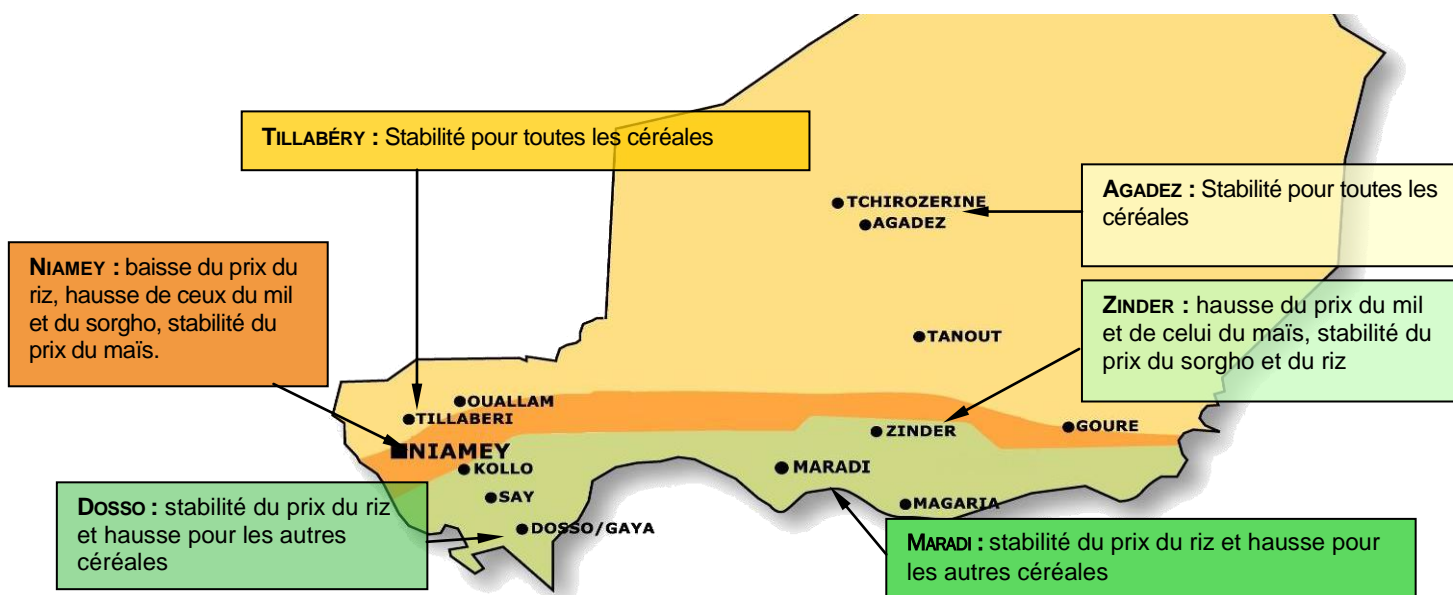 TILLABÉRY : Stabilité pour toutes les céréales
AGADEZ : Stabilité pour toutes les
céréales
TCHIROZERINE
AGADEZ
NIAMEY : baisse du prix du
riz, hausse de ceux du mil
et du sorgho, stabilité du
prix du maïs.
ZINDER : hausse du prix du mil
et de celui du maïs, stabilité du
prix du sorgho et du riz
TANOUT
OUALLAM
TILLABERI
ZINDER
GOURE
NIAMEY
KOLLO
MARADI
SAY
MAGARIA
DOSSO/GAYA
DOSSO : stabilité du prix du riz
et hausse pour les autres
céréales
MARADI : stabilité du prix du riz et hausse pour
les autres céréales